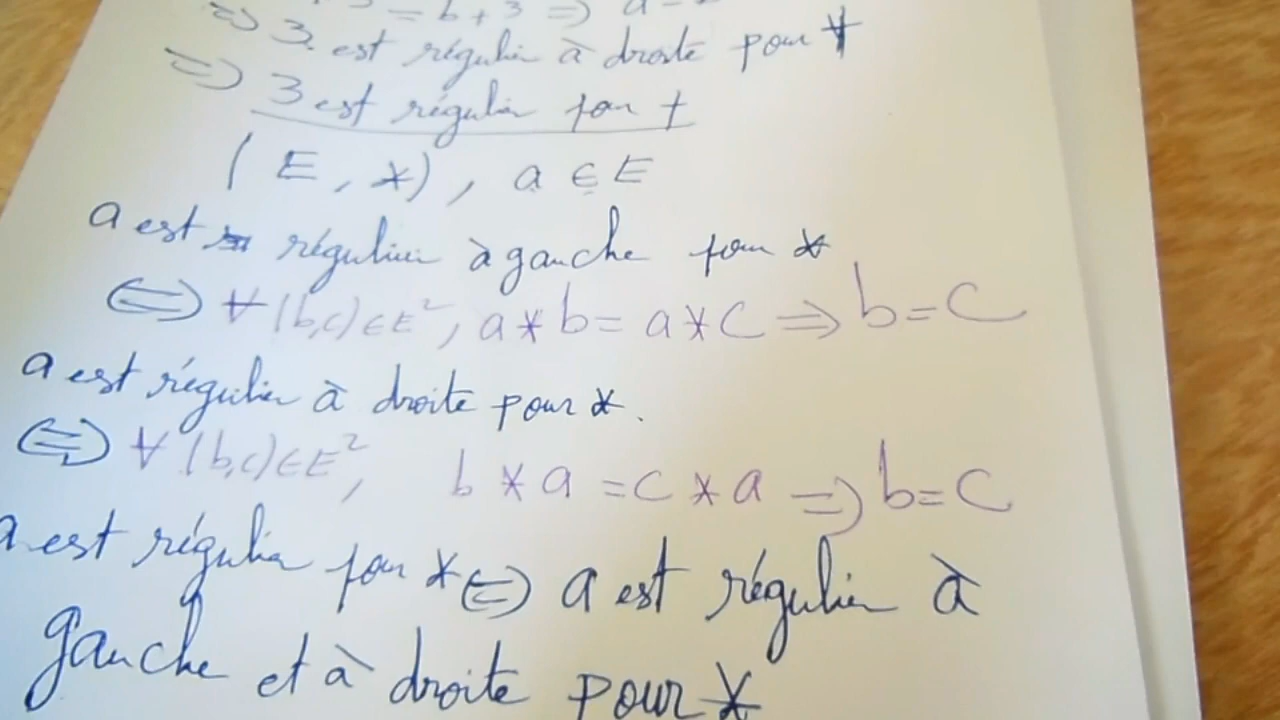 = b + 3 => a =
=> 3 est régulier à droite pour +
=> 3 est régulier pour +
(E, *), a ∈ E
a est régulier à gauche pour *
<=> ∀ (b,c) ∈ E², a * b = a * c => b = c
a est régulier à droite pour *.
<=> ∀ (b,c) ∈ E², b * a = c * a => b = c
a est régulier pour * <=> a est régulier à
gauche et à droite pour *